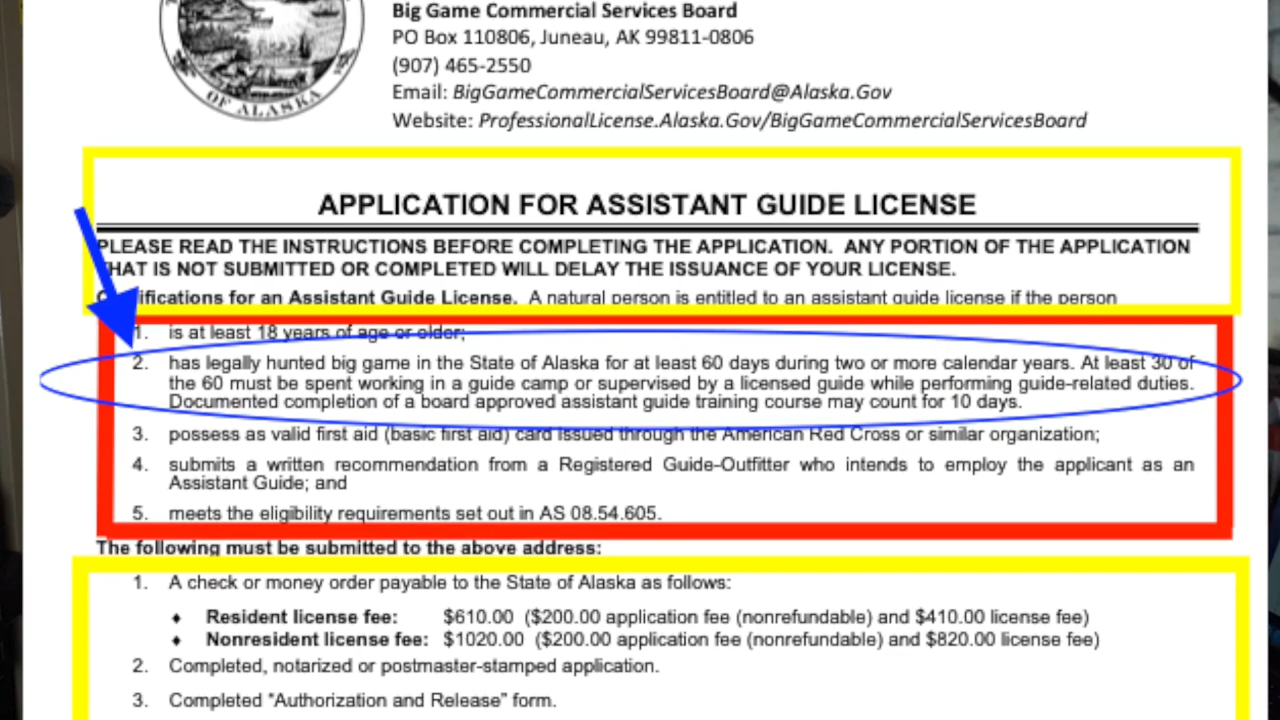 OF ALASKA
Big Game Commercial Services Board
PO Box 110806, Juneau, AK 99811-0806
(907) 465-2550
Email: BigGameCommercialServicesBoard@Alaska.Gov
Website: ProfessionalLicense.Alaska.Gov/BigGameCommercialServicesBoard
APPLICATION FOR ASSISTANT GUIDE LICENSE
PLEASE READ THE INSTRUCTIONS BEFORE COMPLETING THE APPLICATION. ANY PORTION OF THE APPLICATION
THAT IS NOT SUBMITTED OR COMPLETED WILL DELAY THE ISSUANCE OF YOUR LICENSE.
Qualifications for an Assistant Guide License. A natural person is entitled to an assistant guide license if the person
1. is at least 18 years of age or older;
2. has legally hunted big game in the State of Alaska for at least 60 days during two or more calendar years. At least 30 of
the 60 must be spent working in a guide camp or supervised by a licensed guide while performing guide-related duties.
Documented completion of a board approved assistant guide training course may count for 10 days.
3. possess as valid first aid (basic first aid) card issued through the American Red Cross or similar organization;
4. submits a written recommendation from a Registered Guide-Outfitter who intends to employ the applicant as an
Assistant Guide; and
5. meets the eligibility requirements set out in AS 08.54.605.
The following must be submitted to the above address:
1. A check or money order payable to the State of Alaska as follows:
♦ Resident license fee: $610.00 ($200.00 application fee (nonrefundable) and $410.00 license fee)
♦ Nonresident license fee: $1020.00 ($200.00 application fee (nonrefundable) and $820.00 license fee)
2. Completed, notarized or postmaster-stamped application.
3. Completed "Authorization and Release" form.